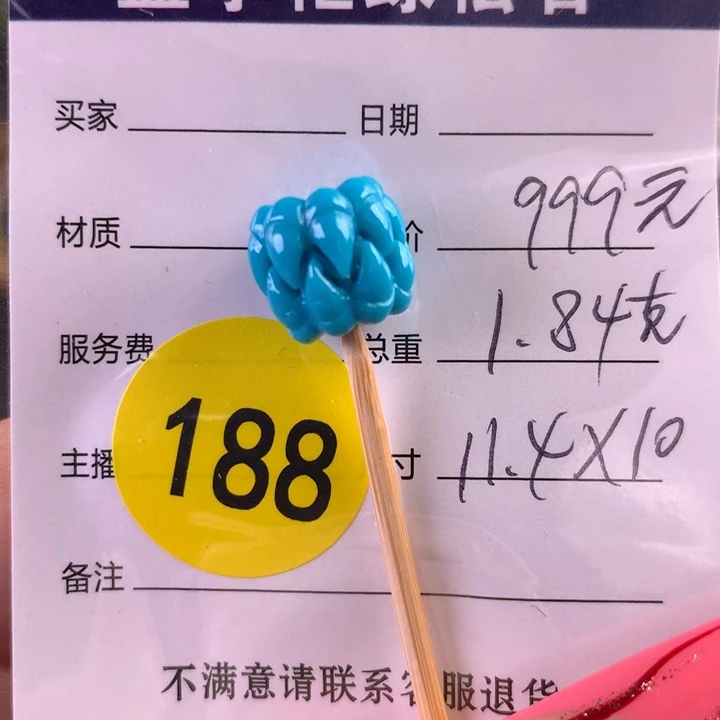 买家 日期
材质 价 999元
服务费 总重 1.84克
主播 寸 11.4X10
188
备注
不满意请联系客服退货